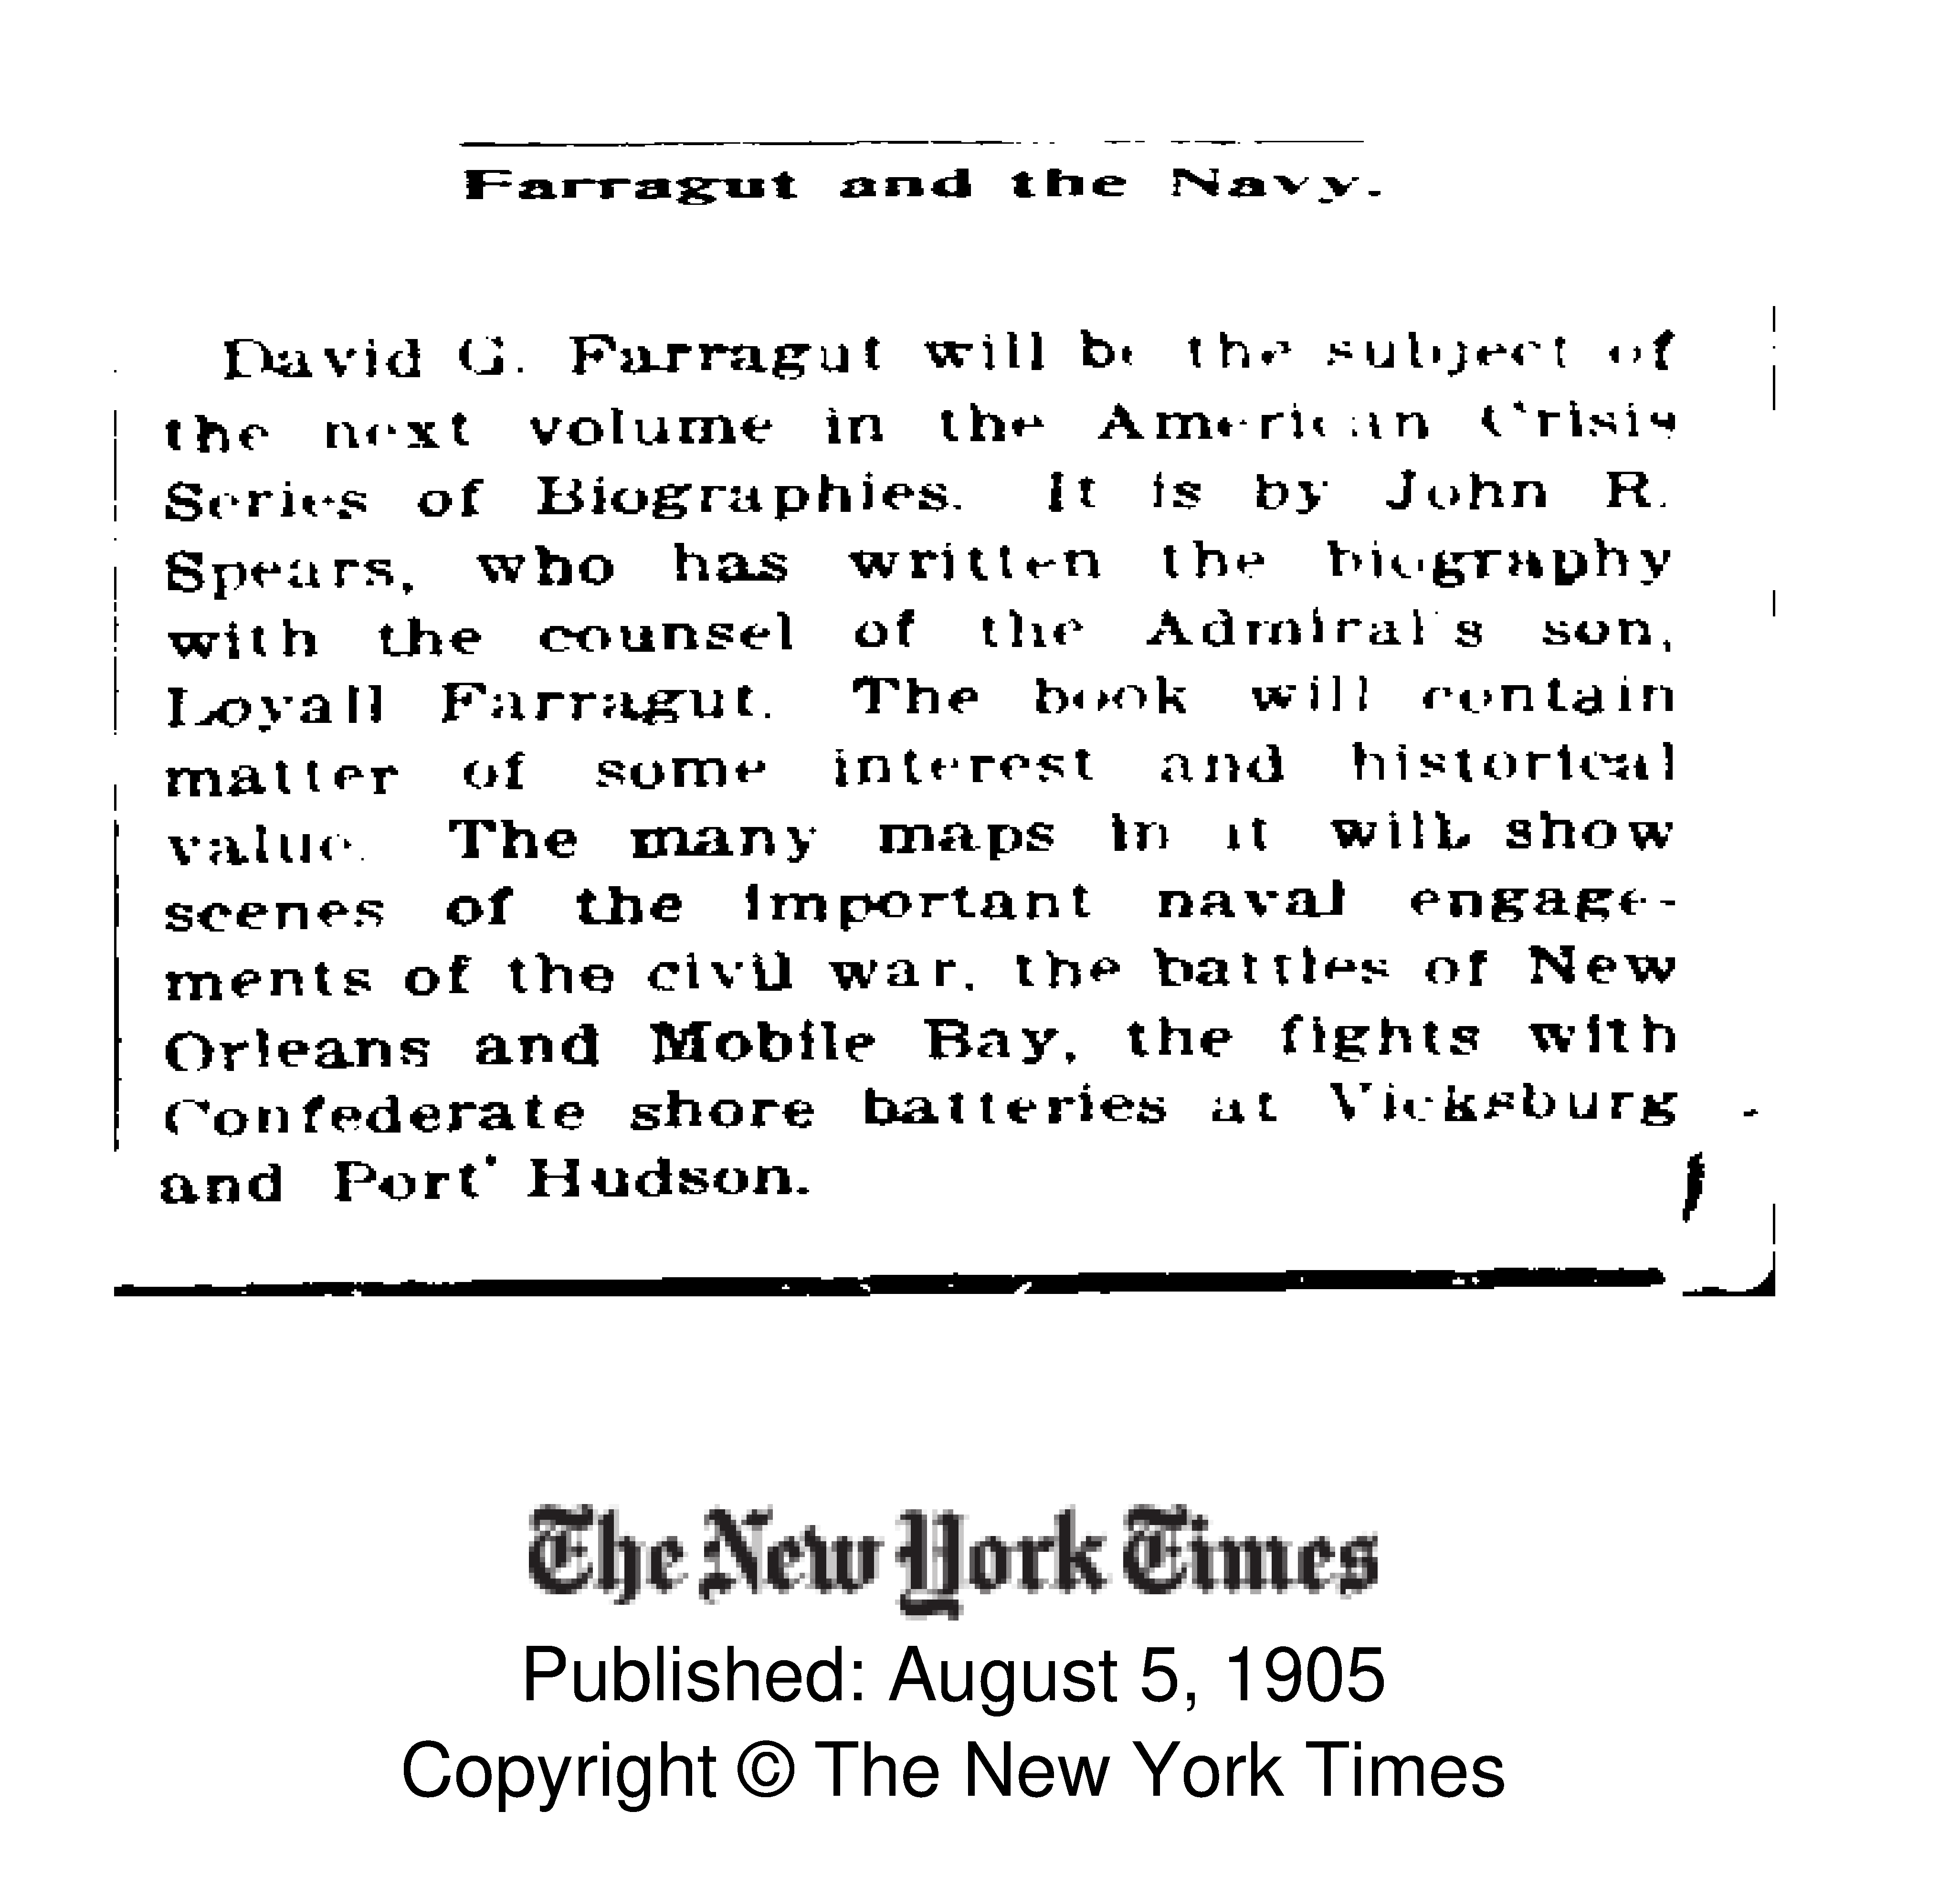 Farragut and the Navy.
David G. Farragut will be the subject of
the next volume in the American Crisis
Series of Biographies. It is by John R.
Spears, who has written the biography
with the counsel of the Admiral's son,
Loyall Farragut. The book will contain
matter of some interest and historical
value. The many maps in it will show
scenes of the important naval engage-
ments of the civil war, the battles of New
Orleans and Mobile Bay, the fights with
Confederate shore batteries at Vicksburg
and Port Hudson.
The New York Times
Published: August 5, 1905
Copyright © The New York Times